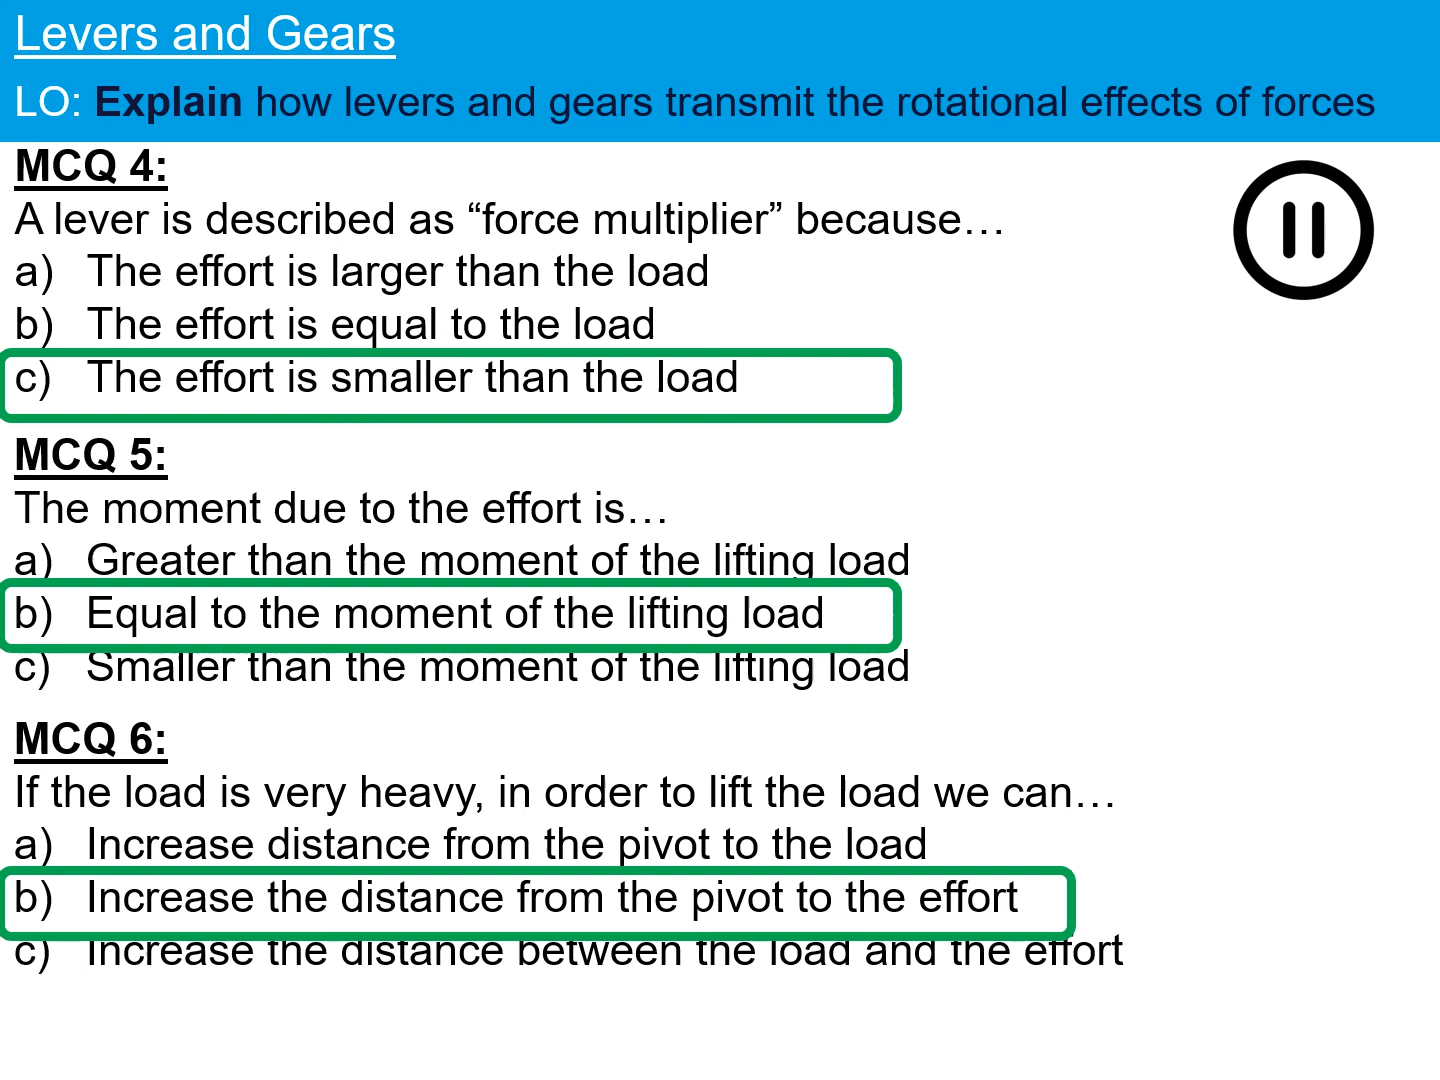 Levers and Gears
LO: Explain how levers and gears transmit the rotational effects of forces
MCQ 4:
A lever is described as “force multiplier” because…
a) The effort is larger than the load
b) The effort is equal to the load
c) The effort is smaller than the load
MCQ 5:
The moment due to the effort is…
a) Greater than the moment of the lifting load
b) Equal to the moment of the lifting load
c) Smaller than the moment of the lifting load
MCQ 6:
If the load is very heavy, in order to lift the load we can…
a) Increase distance from the pivot to the load
b) Increase the distance from the pivot to the effort
c) Increase the distance between the load and the effort